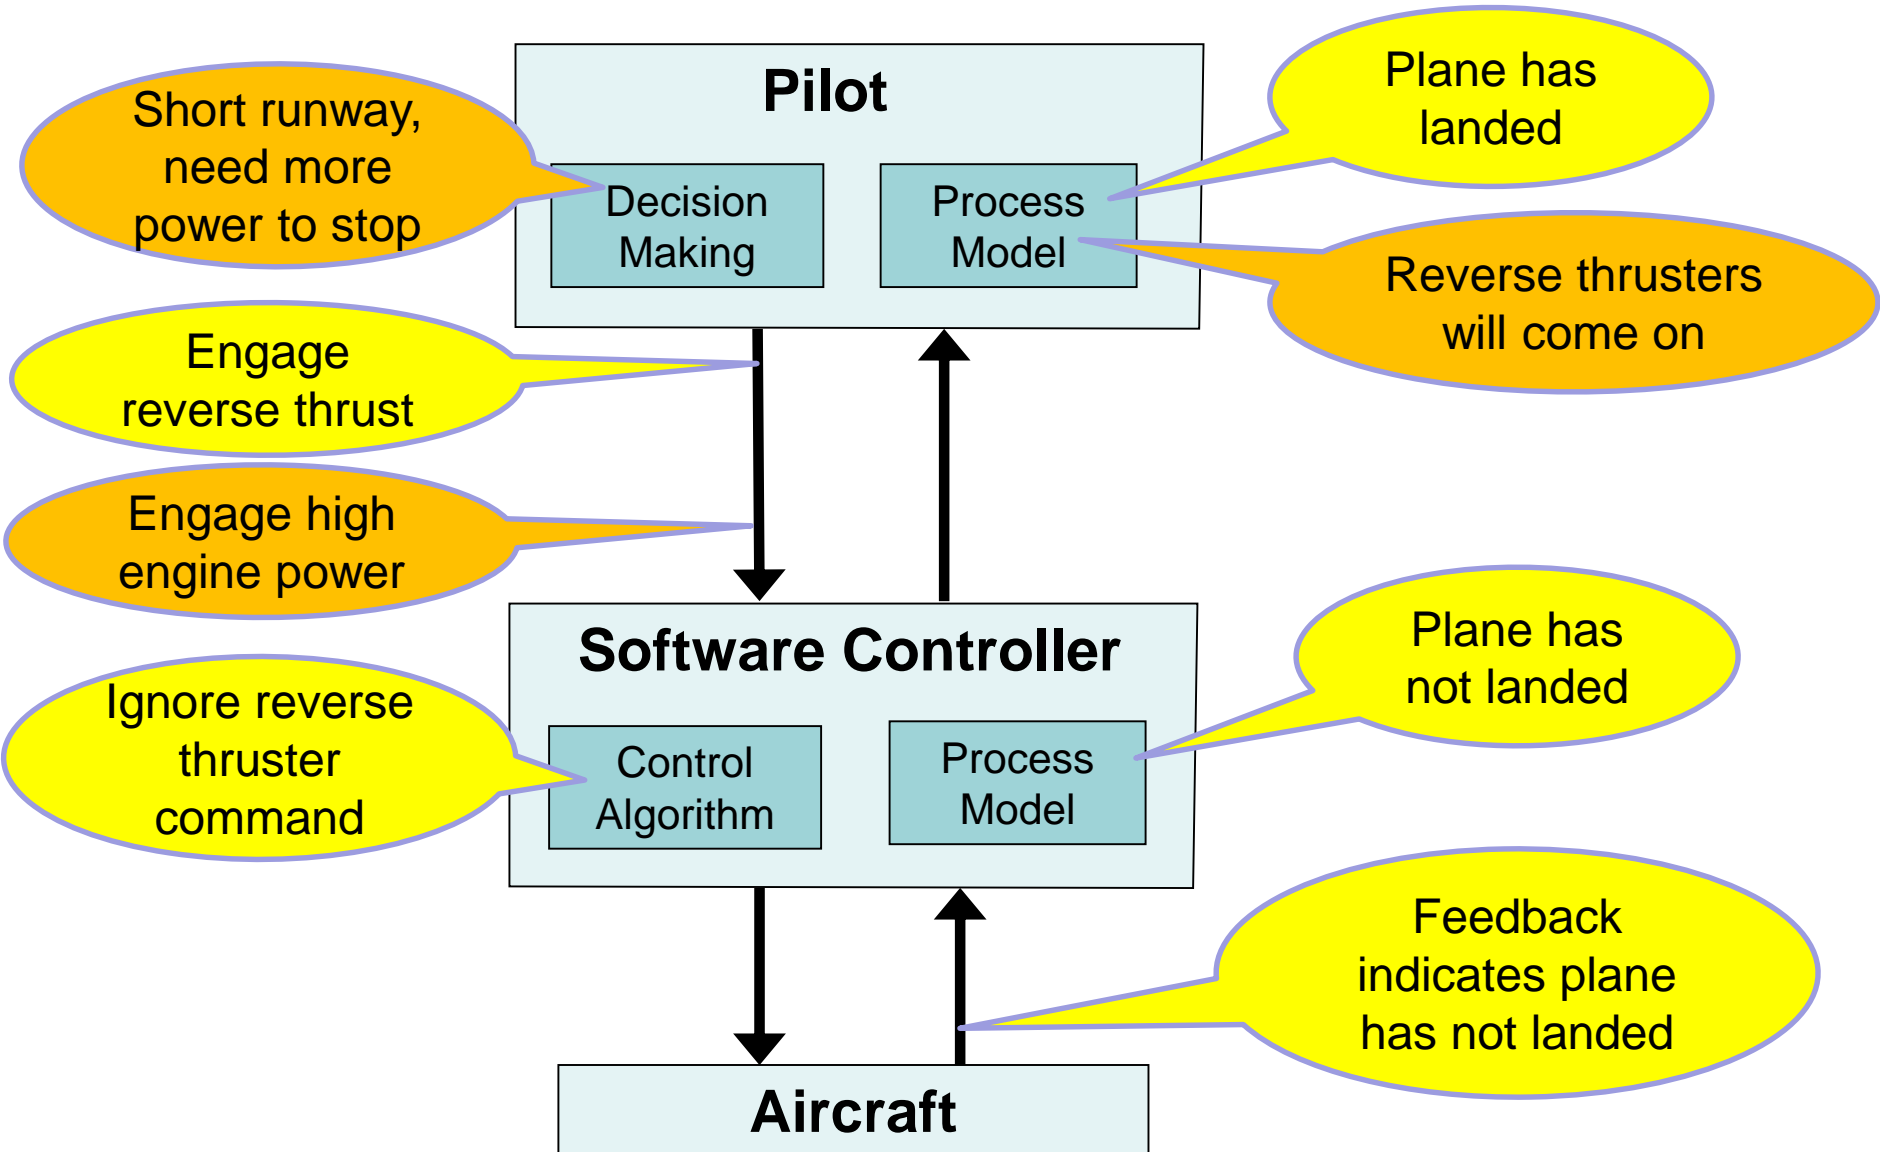 Pilot
Short runway,
need more
power to stop
Decision
Making
Process
Model
Plane has
landed
Reverse thrusters
will come on
Engage
reverse thrust
Engage high
engine power
Software Controller
Ignore reverse
thruster
command
Control
Algorithm
Process
Model
Plane has
not landed
Feedback
indicates plane
has not landed
Aircraft